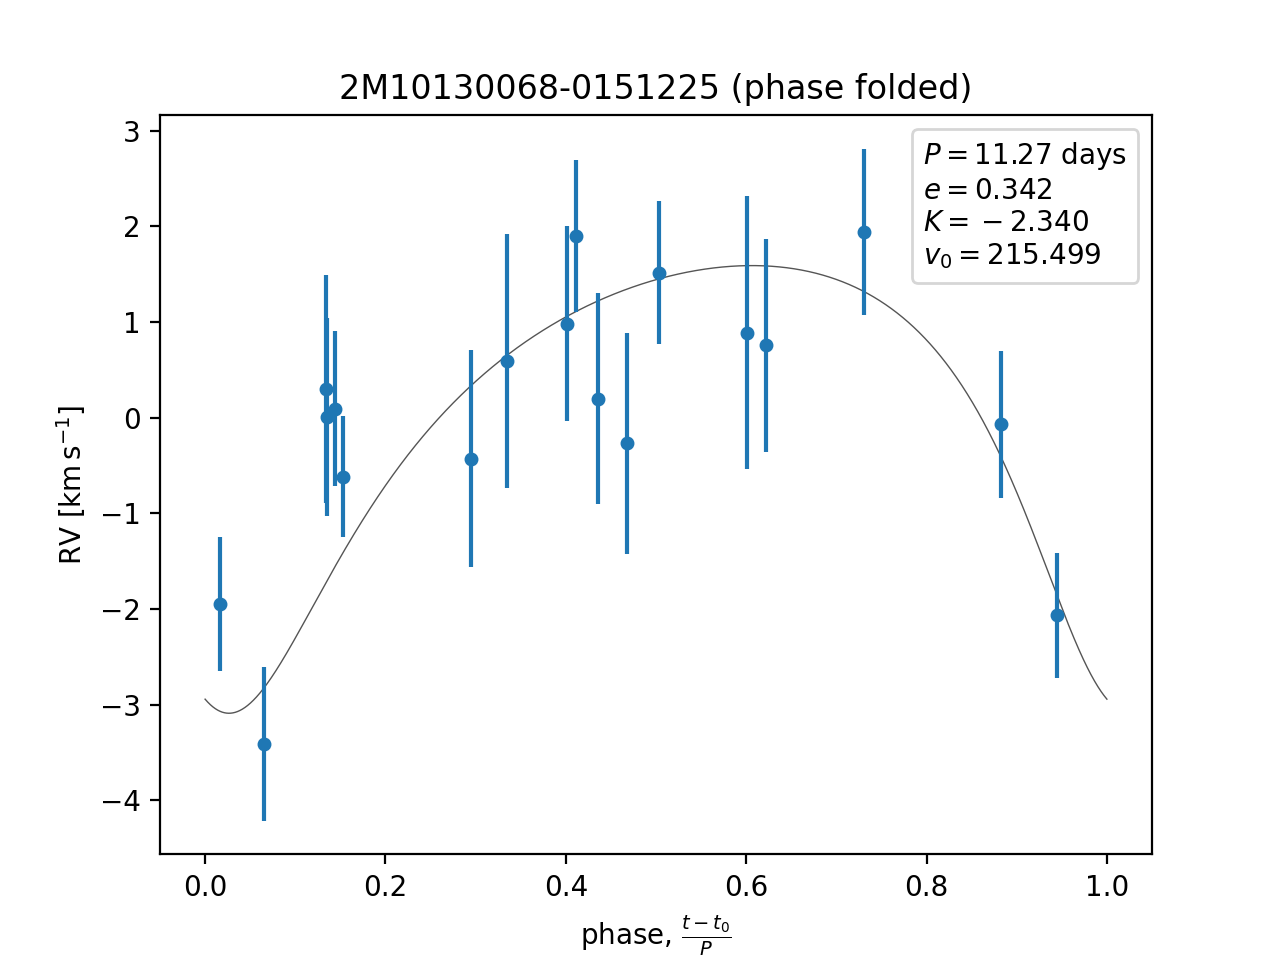 2M10130068-0151225 (phase folded)
P = 11.27 days
e = 0.342
K = −2.340
v₀ = 215.499
3
2
1
0
−1
−2
−3
−4
RV [km s⁻¹]
0.0 0.2 0.4 0.6 0.8 1.0
phase, (t − t₀)/P